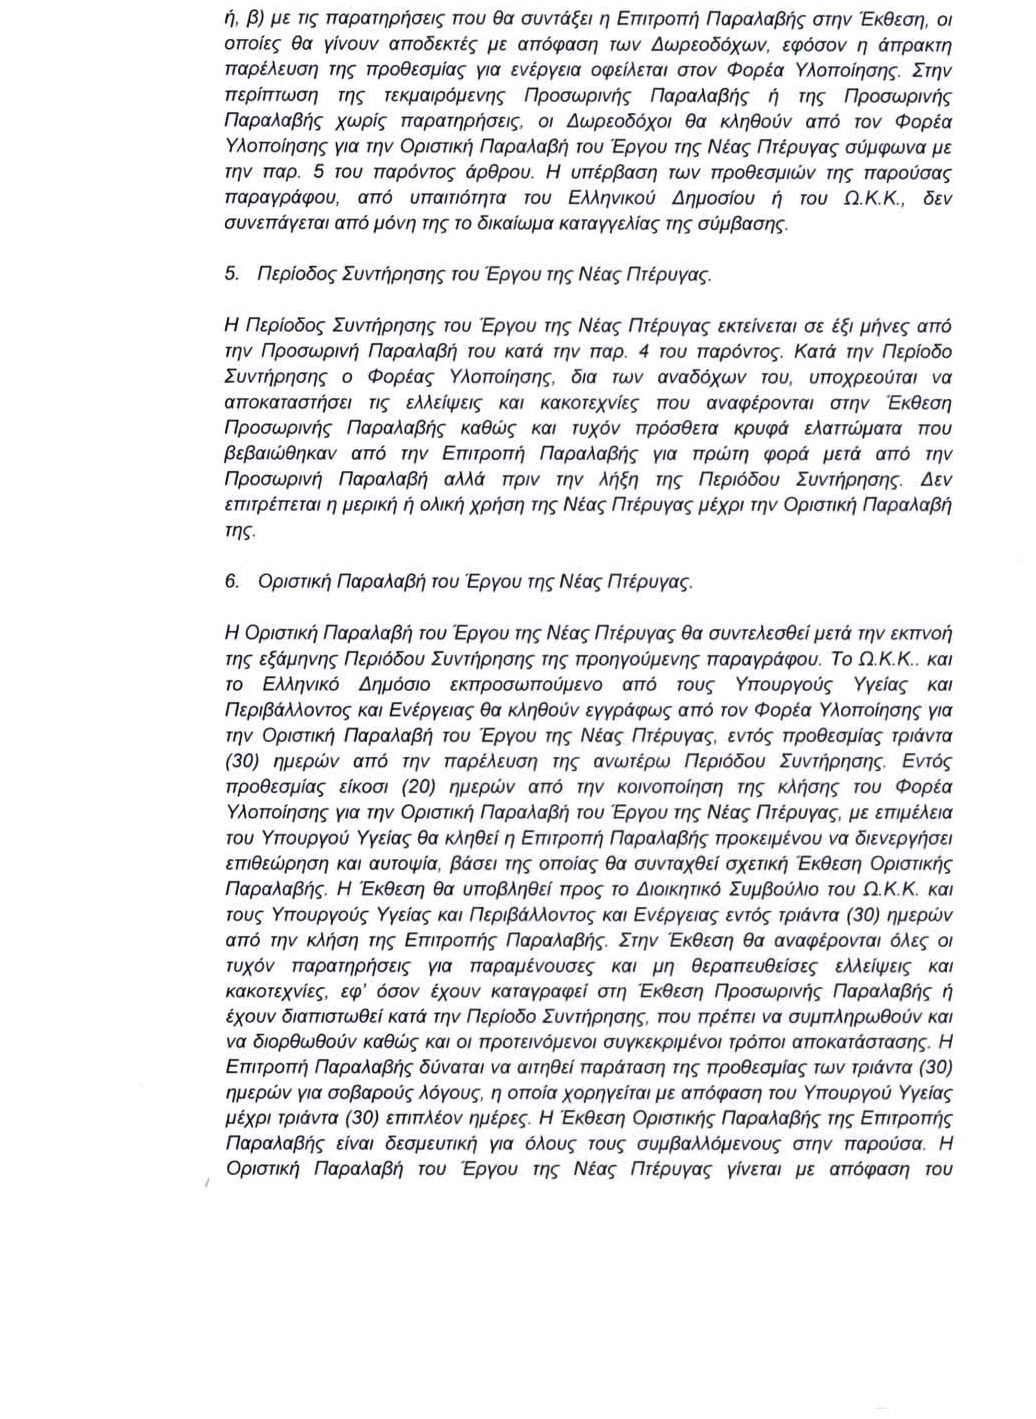 ή, β) με τις παρατηρήσεις που θα συντάξει η Επιτροπή Παραλαβής στην Έκθεση, οι
οποίες θα γίνουν αποδεκτές με απόφαση των Δωρεοδόχων, εφόσον η άπρακτη
παρέλευση της προθεσμίας για ενέργεια οφείλεται στον Φορέα Υλοποίησης. Στην
περίπτωση της τεκμαιρόμενης Προσωρινής Παραλαβής ή της Προσωρινής
Παραλαβής χωρίς παρατηρήσεις, οι Δωρεοδόχοι θα κληθούν από τον Φορέα
Υλοποίησης για την Οριστική Παραλαβή του Έργου της Νέας Πτέρυγας σύμφωνα με
την παρ. 5 του παρόντος άρθρου. Η υπέρβαση των προθεσμιών της παρούσας
παραγράφου, από υπαιτιότητα του Ελληνικού Δημοσίου ή του Ω.Κ.Κ., δεν
συνεπάγεται από μόνη της το δικαίωμα καταγγελίας της σύμβασης.
5. Περίοδος Συντήρησης του Έργου της Νέας Πτέρυγας.
Η Περίοδος Συντήρησης του Έργου της Νέας Πτέρυγας εκτείνεται σε έξι μήνες από
την Προσωρινή Παραλαβή του κατά την παρ. 4 του παρόντος. Κατά την Περίοδο
Συντήρησης ο Φορέας Υλοποίησης, δια των αναδόχων του, υποχρεούται να
αποκαταστήσει τις ελλείψεις και κακοτεχνίες που αναφέρονται στην Έκθεση
Προσωρινής Παραλαβής καθώς και τυχόν πρόσθετα κρυφά ελαττώματα που
βεβαιώθηκαν από την Επιτροπή Παραλαβής για πρώτη φορά μετά από την
Προσωρινή Παραλαβή αλλά πριν την λήξη της Περιόδου Συντήρησης. Δεν
επιτρέπεται η μερική ή ολική χρήση της Νέας Πτέρυγας μέχρι την Οριστική Παραλαβή
της.
6. Οριστική Παραλαβή του Έργου της Νέας Πτέρυγας.
Η Οριστική Παραλαβή του Έργου της Νέας Πτέρυγας θα συντελεσθεί μετά την εκπνοή
της εξάμηνης Περιόδου Συντήρησης της προηγούμενης παραγράφου. Το Ω.Κ.Κ.. και
το Ελληνικό Δημόσιο εκπροσωπούμενο από τους Υπουργούς Υγείας και
Περιβάλλοντος και Ενέργειας θα κληθούν εγγράφως από τον Φορέα Υλοποίησης για
την Οριστική Παραλαβή του Έργου της Νέας Πτέρυγας, εντός προθεσμίας τριάντα
(30) ημερών από την παρέλευση της ανωτέρω Περιόδου Συντήρησης. Εντός
προθεσμίας είκοσι (20) ημερών από την κοινοποίηση της κλήσης του Φορέα
Υλοποίησης για την Οριστική Παραλαβή του Έργου της Νέας Πτέρυγας, με επιμέλεια
του Υπουργού Υγείας θα κληθεί η Επιτροπή Παραλαβής προκειμένου να διενεργήσει
επιθεώρηση και αυτοψία, βάσει της οποίας θα συνταχθεί σχετική Έκθεση Οριστικής
Παραλαβής. Η Έκθεση θα υποβληθεί προς το Διοικητικό Συμβούλιο του Ω.Κ.Κ. και
τους Υπουργούς Υγείας και Περιβάλλοντος και Ενέργειας εντός τριάντα (30) ημερών
από την κλήση της Επιτροπής Παραλαβής. Στην Έκθεση θα αναφέρονται όλες οι
τυχόν παρατηρήσεις για παραμένουσες και μη θεραπευθείσες ελλείψεις και
κακοτεχνίες, εφ' όσον έχουν καταγραφεί στη Έκθεση Προσωρινής Παραλαβής ή
έχουν διαπιστωθεί κατά την Περίοδο Συντήρησης, που πρέπει να συμπληρωθούν και
να διορθωθούν καθώς και οι προτεινόμενοι συγκεκριμένοι τρόποι αποκατάστασης. Η
Επιτροπή Παραλαβής δύναται να αιτηθεί παράταση της προθεσμίας των τριάντα (30)
ημερών για σοβαρούς λόγους, η οποία χορηγείται με απόφαση του Υπουργού Υγείας
μέχρι τριάντα (30) επιπλέον ημέρες. Η Έκθεση Οριστικής Παραλαβής της Επιτροπής
Παραλαβής είναι δεσμευτική για όλους τους συμβαλλόμενους στην παρούσα. Η
Οριστική Παραλαβή του Έργου της Νέας Πτέρυγας γίνεται με απόφαση του